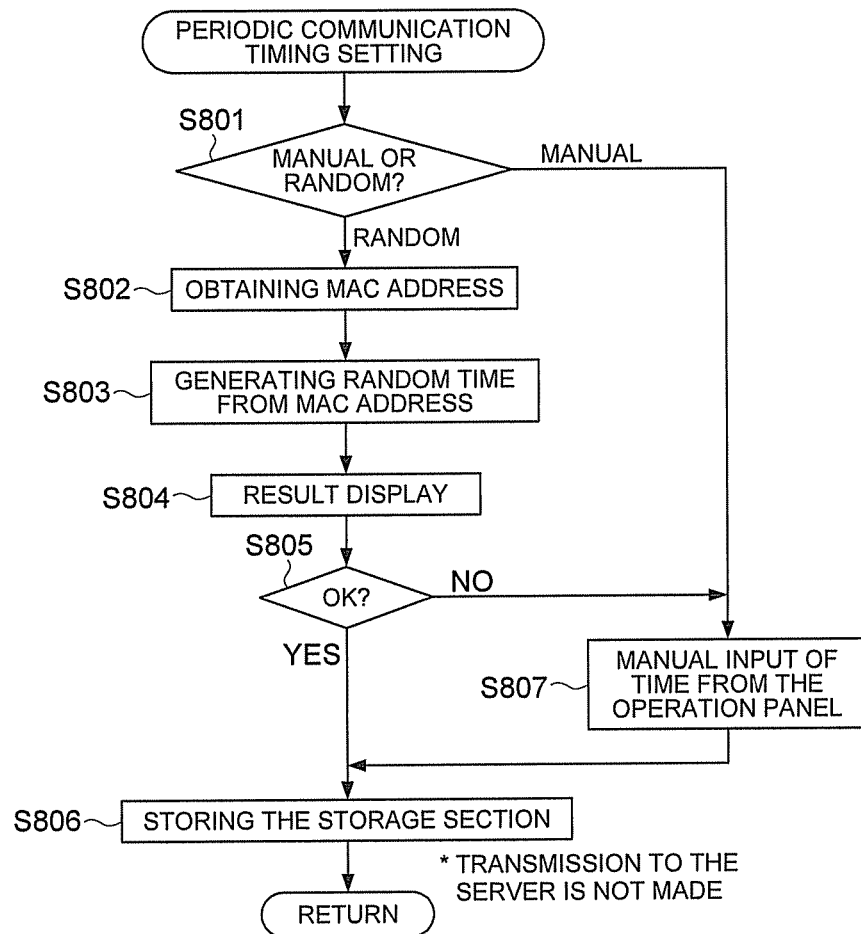 PERIODIC COMMUNICATION
TIMING SETTING
S801
MANUAL OR
RANDOM?
MANUAL
RANDOM
S802
OBTAINING MAC ADDRESS
S803
GENERATING RANDOM TIME
FROM MAC ADDRESS
S804
RESULT DISPLAY
S805
OK?
NO
YES
S807
MANUAL INPUT OF
TIME FROM THE
OPERATION PANEL
S806
STORING THE STORAGE SECTION
* TRANSMISSION TO THE
SERVER IS NOT MADE
RETURN